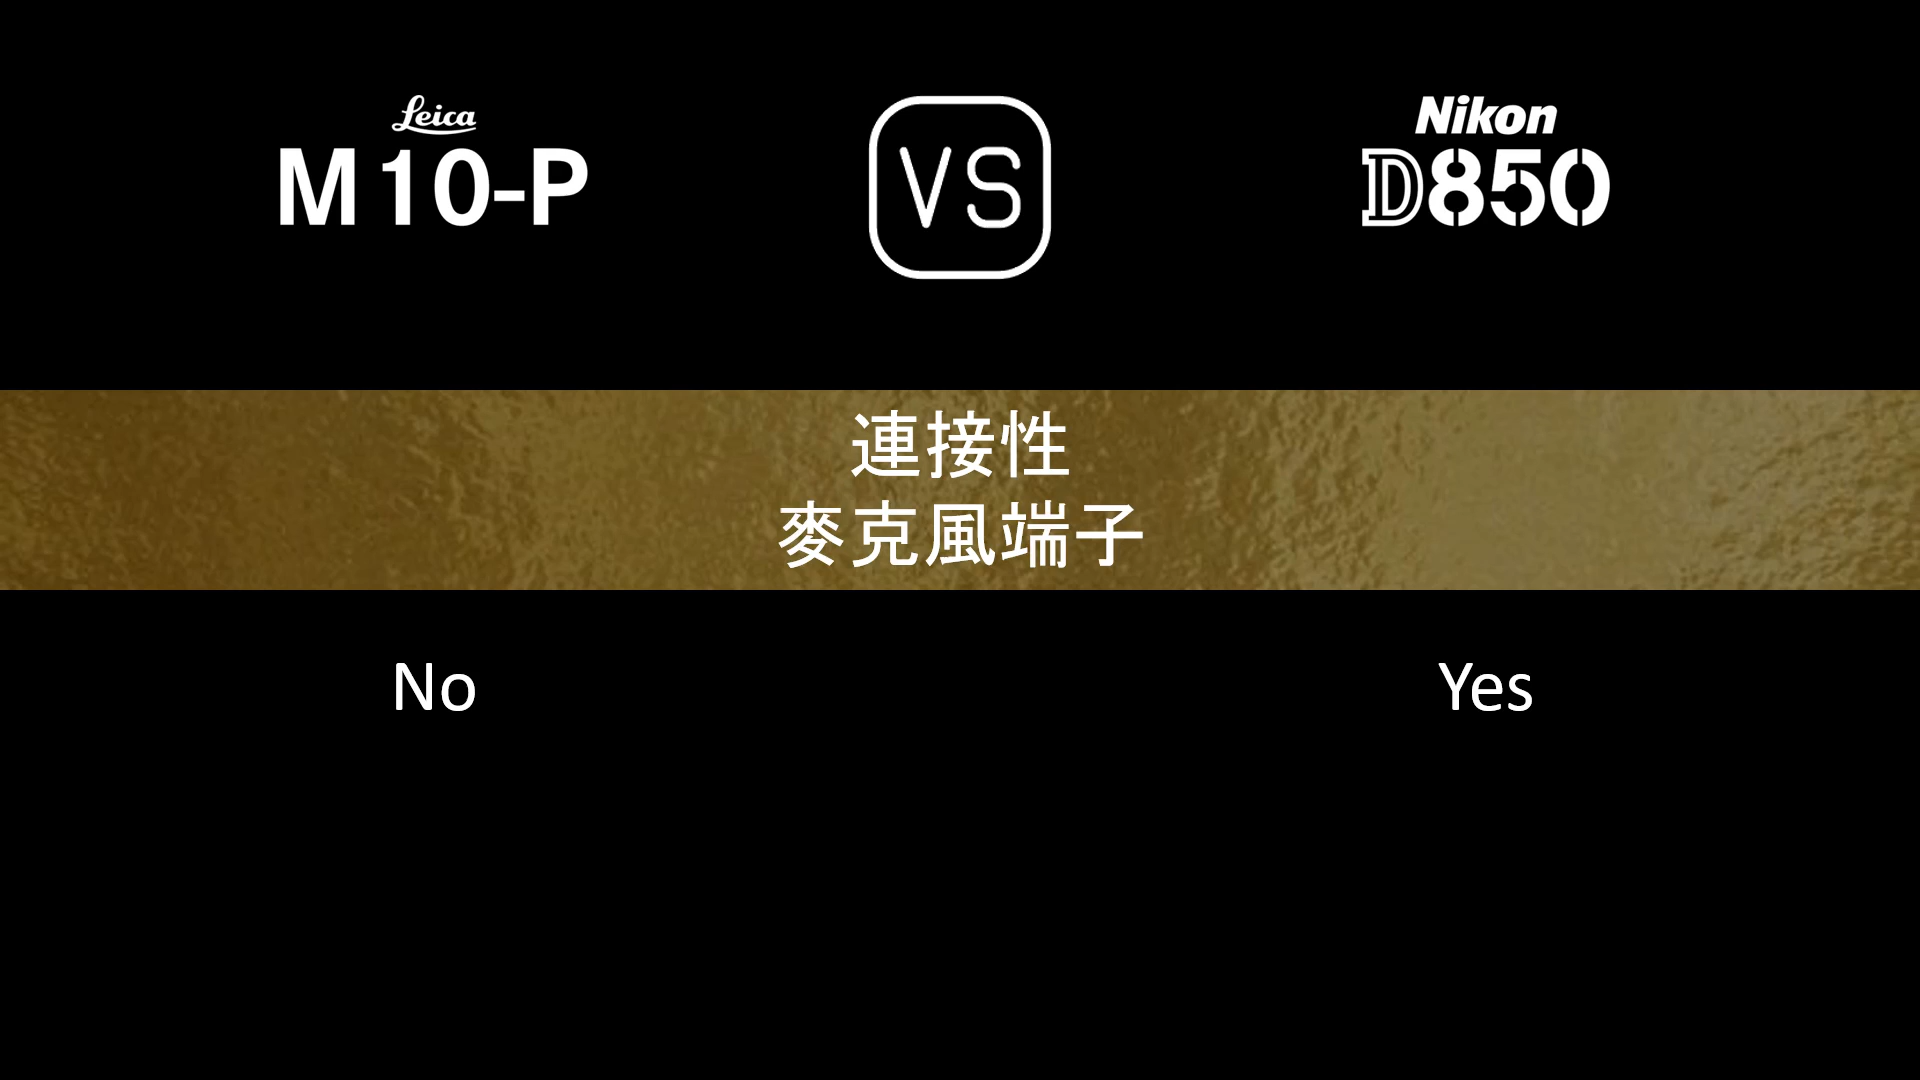 Leica
M10-P
VS
Nikon
D850
連接性
麥克風端子
No
Yes